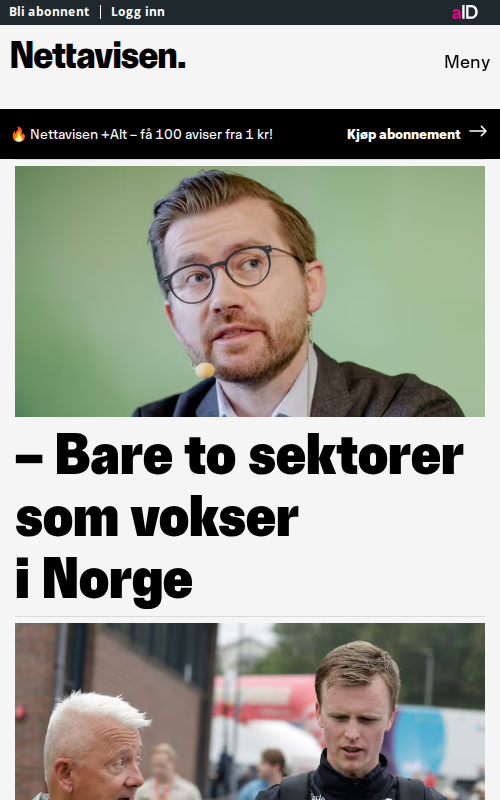 Bli abonnent | Logg inn
aID
Nettavisen.
Meny
🔥 Nettavisen +Alt – få 100 aviser fra 1 kr!
Kjøp abonnement →
– Bare to sektorer
som vokser
i Norge